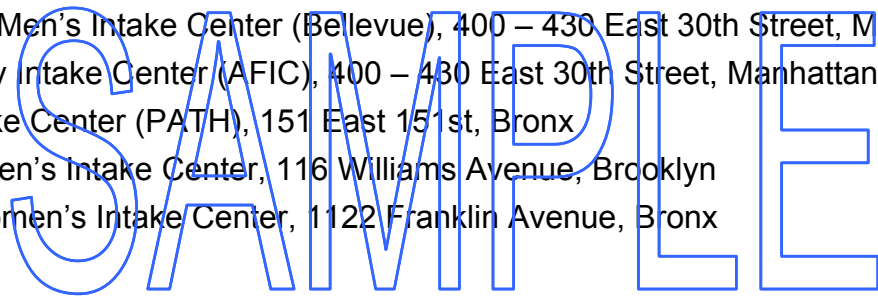 Men's Intake Center (Bellevue), 400 – 430 East 30th Street, M
y Intake Center (AFIC), 400 – 430 East 30th Street, Manhattan
ke Center (PATH), 151 East 151st, Bronx
en's Intake Center, 116 Williams Avenue, Brooklyn
omen's Intake Center, 1122 Franklin Avenue, Bronx
SAMPLE